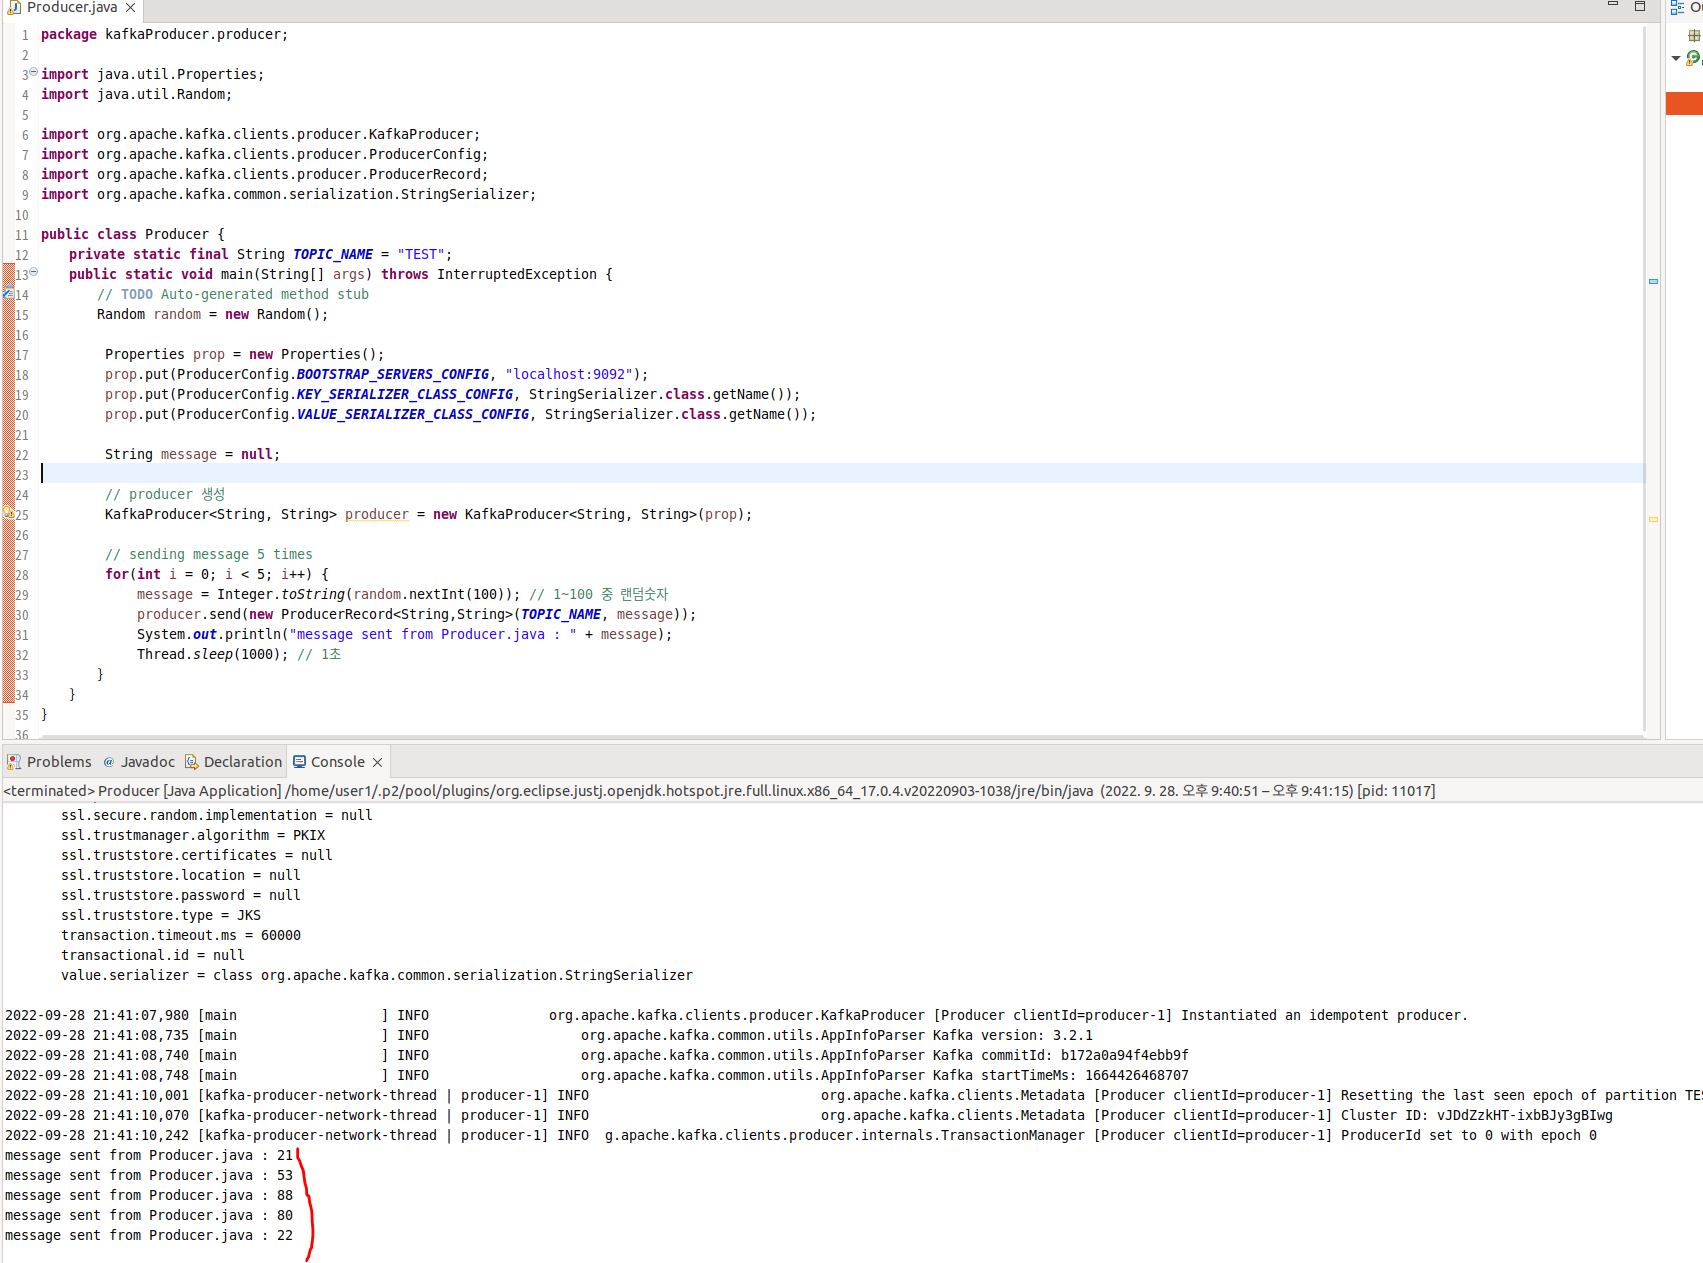 Producer.java
1 package kafkaProducer.producer;
2
3 import java.util.Properties;
4 import java.util.Random;
5
6 import org.apache.kafka.clients.producer.KafkaProducer;
7 import org.apache.kafka.clients.producer.ProducerConfig;
8 import org.apache.kafka.clients.producer.ProducerRecord;
9 import org.apache.kafka.common.serialization.StringSerializer;
10
11 public class Producer {
12 private static final String TOPIC_NAME = "TEST";
13 public static void main(String[] args) throws InterruptedException {
14 // TODO Auto-generated method stub
15 Random random = new Random();
16
17 Properties prop = new Properties();
18 prop.put(ProducerConfig.BOOTSTRAP_SERVERS_CONFIG, "localhost:9092");
19 prop.put(ProducerConfig.KEY_SERIALIZER_CLASS_CONFIG, StringSerializer.class.getName());
20 prop.put(ProducerConfig.VALUE_SERIALIZER_CLASS_CONFIG, StringSerializer.class.getName());
21
22 String message = null;
23
24 // producer 생성
25 KafkaProducer<String, String> producer = new KafkaProducer<String, String>(prop);
26
27 // sending message 5 times
28 for(int i = 0; i < 5; i++) {
29 message = Integer.toString(random.nextInt(100)); // 1~100 중 랜덤숫자
30 producer.send(new ProducerRecord<String,String>(TOPIC_NAME, message));
31 System.out.println("message sent from Producer.java : " + message);
32 Thread.sleep(1000); // 1초
33 }
34 }
35 }
36
Problems Javadoc Declaration Console
<terminated> Producer [Java Application] /home/user1/.p2/pool/plugins/org.eclipse.justj.openjdk.hotspot.jre.full.linux.x86_64_17.0.4.v20220903-1038/jre/bin/java (2022. 9. 28. 오후 9:40:51 – 오후 9:41:15) [pid: 11017]
ssl.secure.random.implementation = null
ssl.trustmanager.algorithm = PKIX
ssl.truststore.certificates = null
ssl.truststore.location = null
ssl.truststore.password = null
ssl.truststore.type = JKS
transaction.timeout.ms = 60000
transactional.id = null
value.serializer = class org.apache.kafka.common.serialization.StringSerializer
2022-09-28 21:41:07,980 [main ] INFO org.apache.kafka.clients.producer.KafkaProducer [Producer clientId=producer-1] Instantiated an idempotent producer.
2022-09-28 21:41:08,735 [main ] INFO org.apache.kafka.common.utils.AppInfoParser Kafka version: 3.2.1
2022-09-28 21:41:08,740 [main ] INFO org.apache.kafka.common.utils.AppInfoParser Kafka commitId: b172a0a94f4ebb9f
2022-09-28 21:41:08,748 [main ] INFO org.apache.kafka.common.utils.AppInfoParser Kafka startTimeMs: 1664426468707
2022-09-28 21:41:10,001 [kafka-producer-network-thread | producer-1] INFO org.apache.kafka.clients.Metadata [Producer clientId=producer-1] Resetting the last seen epoch of partition TES
2022-09-28 21:41:10,070 [kafka-producer-network-thread | producer-1] INFO org.apache.kafka.clients.Metadata [Producer clientId=producer-1] Cluster ID: vJDdZzkHT-ixbBJy3gBIwg
2022-09-28 21:41:10,242 [kafka-producer-network-thread | producer-1] INFO g.apache.kafka.clients.producer.internals.TransactionManager [Producer clientId=producer-1] ProducerId set to 0 with epoch 0
message sent from Producer.java : 21
message sent from Producer.java : 53
message sent from Producer.java : 88
message sent from Producer.java : 80
message sent from Producer.java : 22